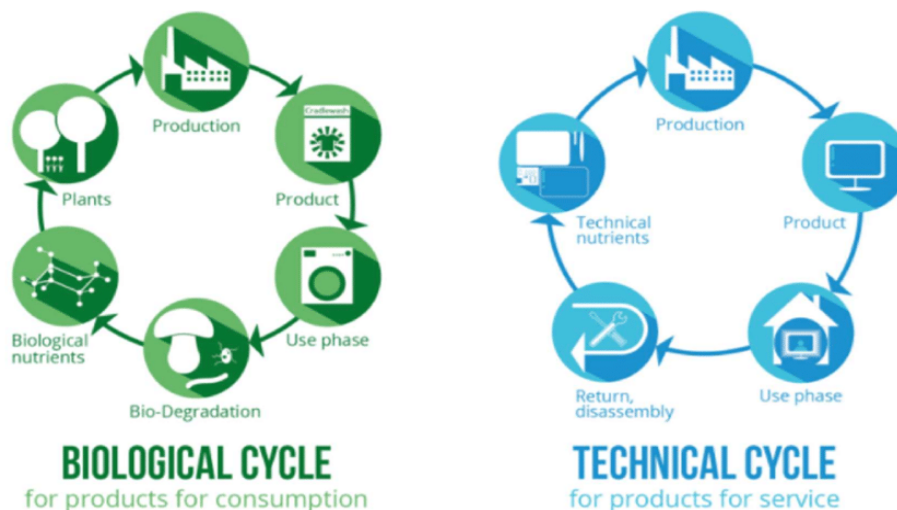 Production
Cradlewash
Product
Use phase
Bio-Degradation
Biological
nutrients
Plants
BIOLOGICAL CYCLE
for products for consumption
Production
Product
Use phase
Return,
disassembly
Technical
nutrients
TECHNICAL CYCLE
for products for service